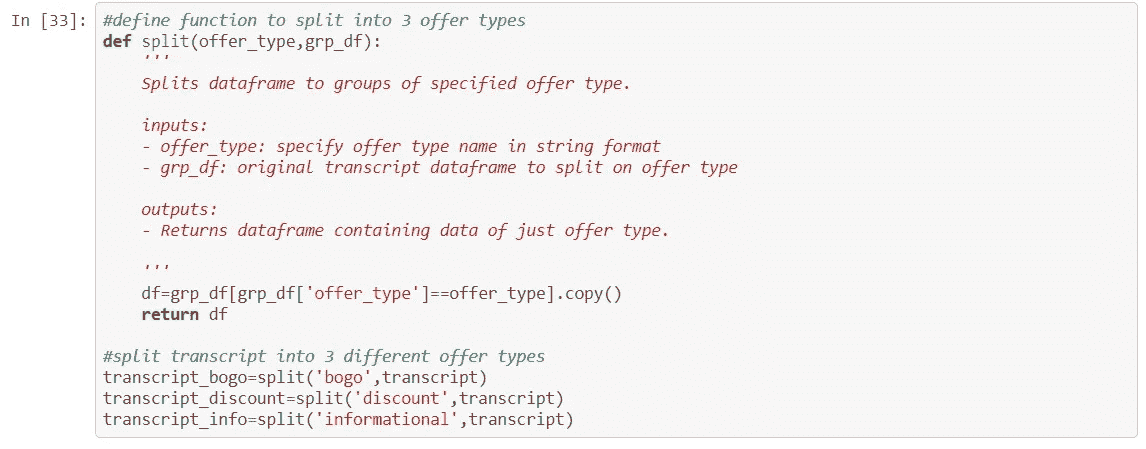 In [33]: #define function to split into 3 offer types
def split(offer_type,grp_df):
'''
Splits dataframe to groups of specified offer type.
inputs:
- offer_type: specify offer type name in string format
- grp_df: original transcript dataframe to split on offer type
outputs:
- Returns dataframe containing data of just offer type.
'''
df=grp_df[grp_df['offer_type']==offer_type].copy()
return df
#split transcript into 3 different offer types
transcript_bogo=split('bogo',transcript)
transcript_discount=split('discount',transcript)
transcript_info=split('informational',transcript)